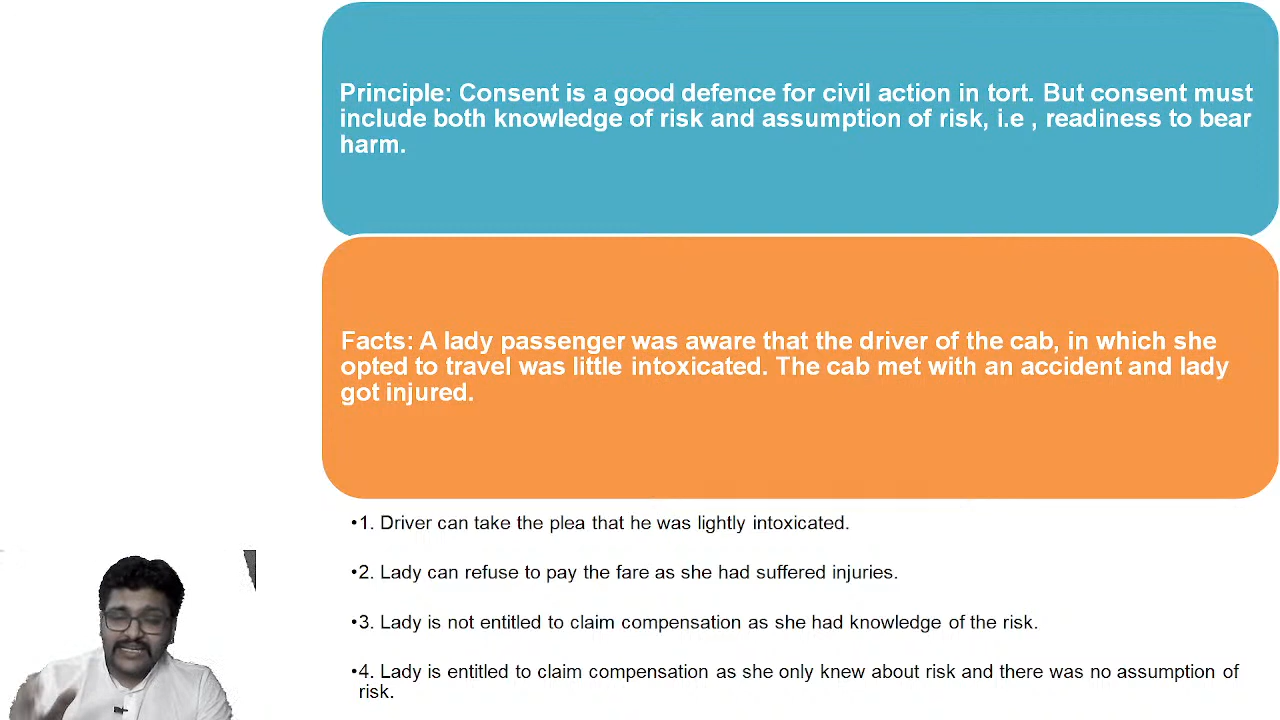 Principle: Consent is a good defence for civil action in tort. But consent must
include both knowledge of risk and assumption of risk, i.e , readiness to bear
harm.
Facts: A lady passenger was aware that the driver of the cab, in which she
opted to travel was little intoxicated. The cab met with an accident and lady
got injured.
•1. Driver can take the plea that he was lightly intoxicated.
•2. Lady can refuse to pay the fare as she had suffered injuries.
•3. Lady is not entitled to claim compensation as she had knowledge of the risk.
•4. Lady is entitled to claim compensation as she only knew about risk and there was no assumption of
risk.